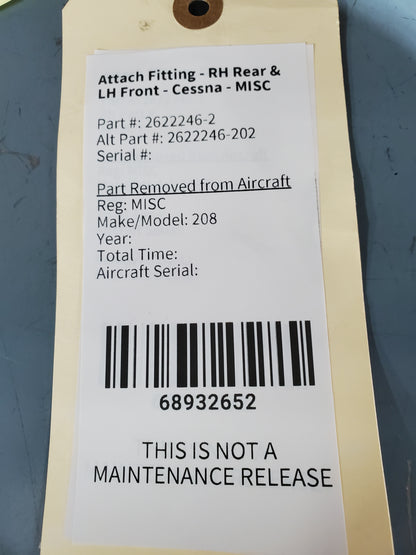 Attach Fitting - RH Rear &
LH Front - Cessna - MISC
Part #: 2622246-2
Alt Part #: 2622246-202
Serial #:
Part Removed from Aircraft
Reg: MISC
Make/Model: 208
Year:
Total Time:
Aircraft Serial:
68932652
THIS IS NOT A
MAINTENANCE RELEASE